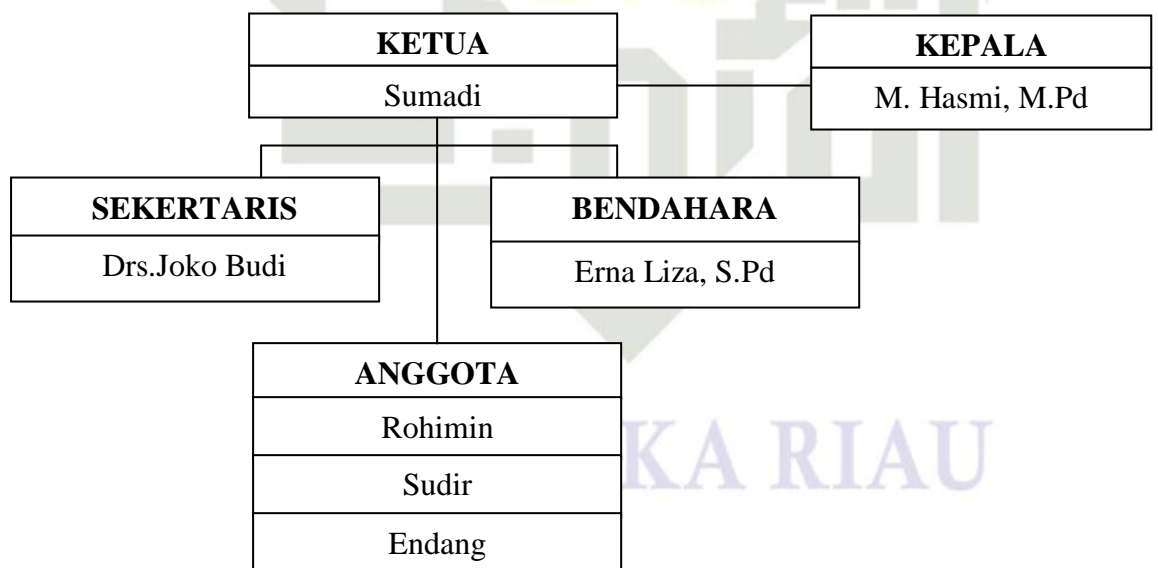 KETUA
Sumadi
KEPALA
M. Hasmi, M.Pd
SEKERTARIS
Drs.Joko Budi
BENDAHARA
Erna Liza, S.Pd
ANGGOTA
Rohimin
Sudir
Endang
KA RIAU